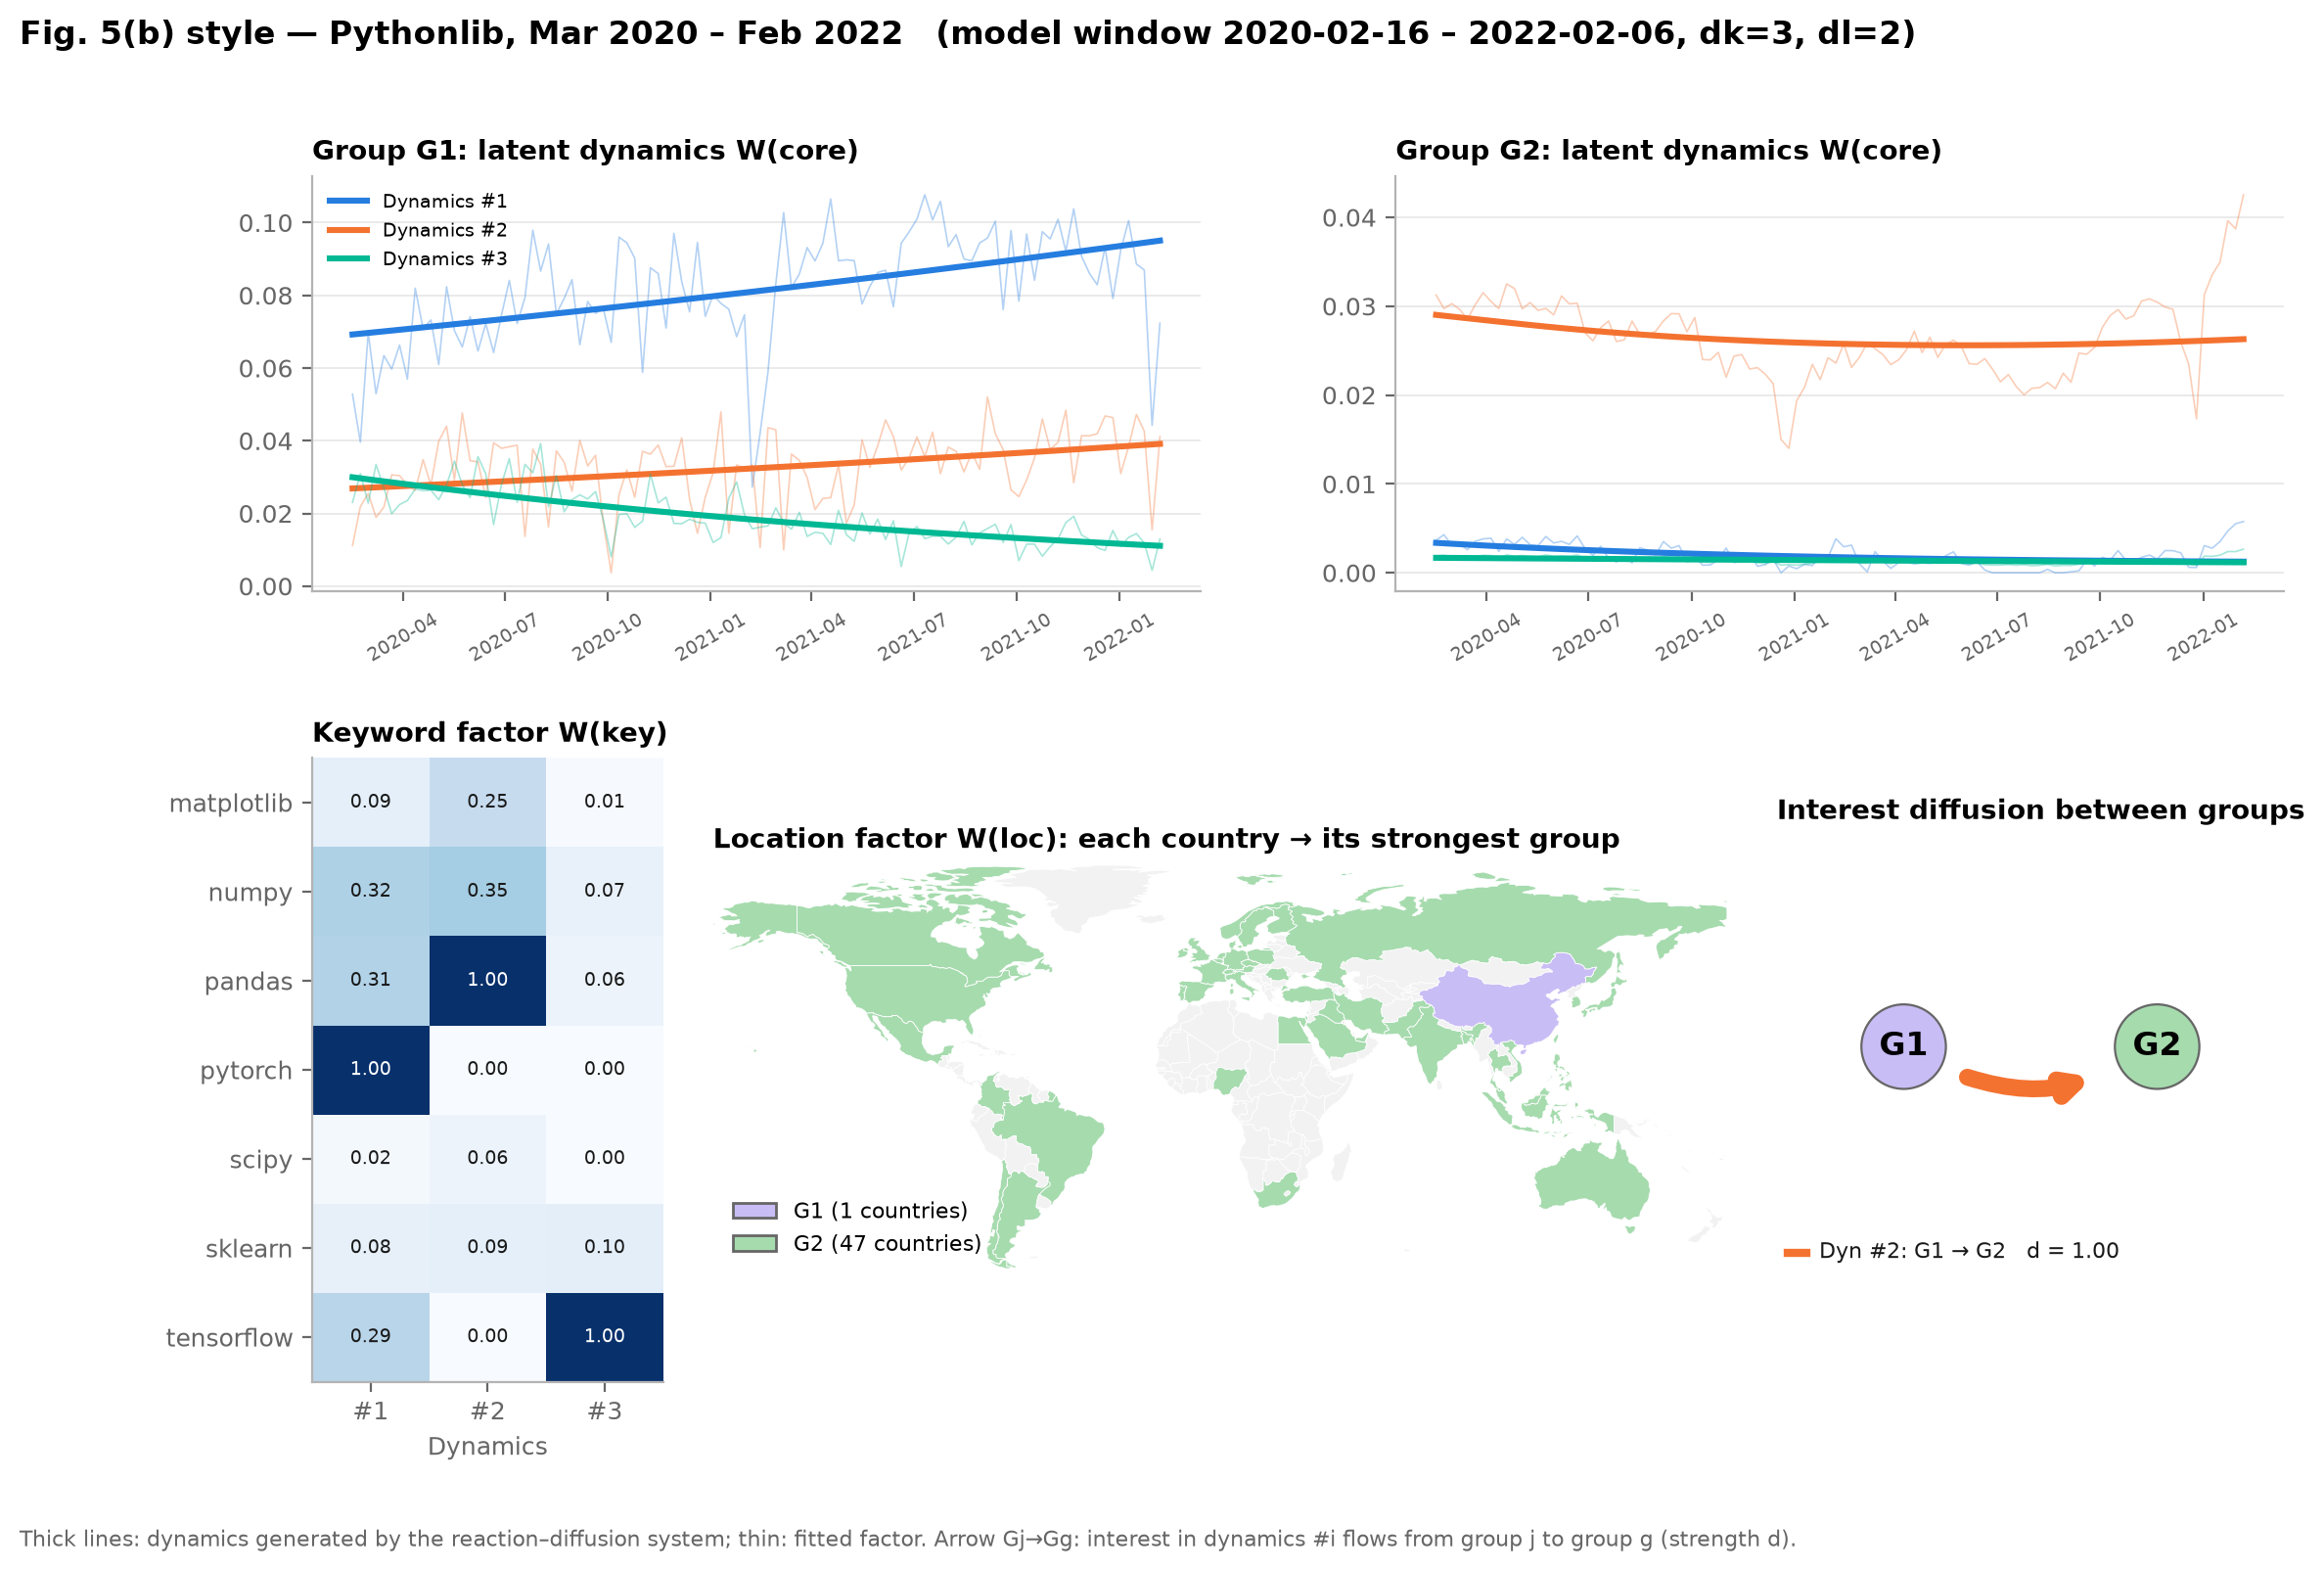 Fig. 5(b) style — Pythonlib, Mar 2020 – Feb 2022 (model window 2020-02-16 – 2022-02-06, dk=3, dl=2)
Group G1: latent dynamics W(core)
Dynamics #1
Dynamics #2
Dynamics #3
0.10
0.08
0.06
0.04
0.02
0.00
2020-04
2020-07
2020-10
2021-01
2021-04
2021-07
2021-10
2022-01
Group G2: latent dynamics W(core)
0.04
0.03
0.02
0.01
0.00
2020-04
2020-07
2020-10
2021-01
2021-04
2021-07
2021-10
2022-01
Keyword factor W(key)
matplotlib 0.09 0.25 0.01
numpy 0.32 0.35 0.07
pandas 0.31 1.00 0.06
pytorch 1.00 0.00 0.00
scipy 0.02 0.06 0.00
sklearn 0.08 0.09 0.10
tensorflow 0.29 0.00 1.00
#1 #2 #3
Dynamics
Location factor W(loc): each country → its strongest group
G1 (1 countries)
G2 (47 countries)
Interest diffusion between groups
G1
G2
Dyn #2: G1 → G2 d = 1.00
Thick lines: dynamics generated by the reaction–diffusion system; thin: fitted factor. Arrow Gj→Gg: interest in dynamics #i flows from group j to group g (strength d).